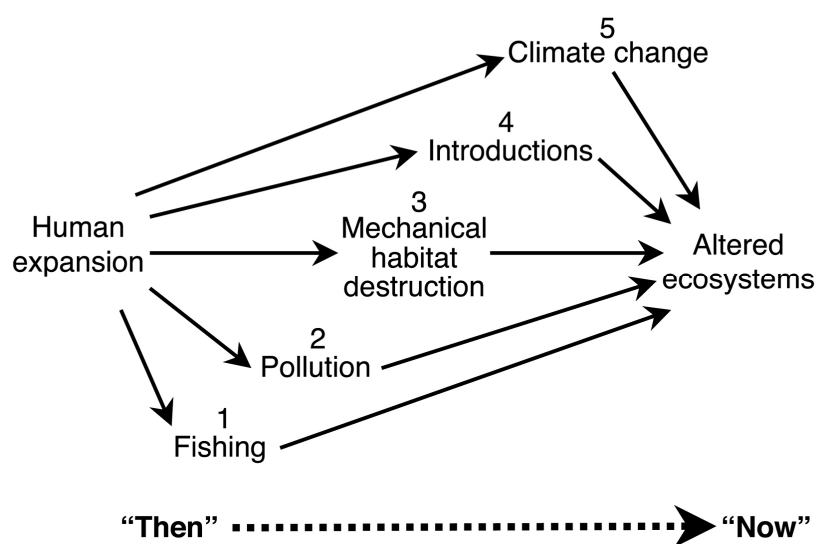 5
Climate change
4
Introductions
3
Mechanical
habitat
destruction
Human
expansion
Altered
ecosystems
2
Pollution
1
Fishing
“Then”
“Now”